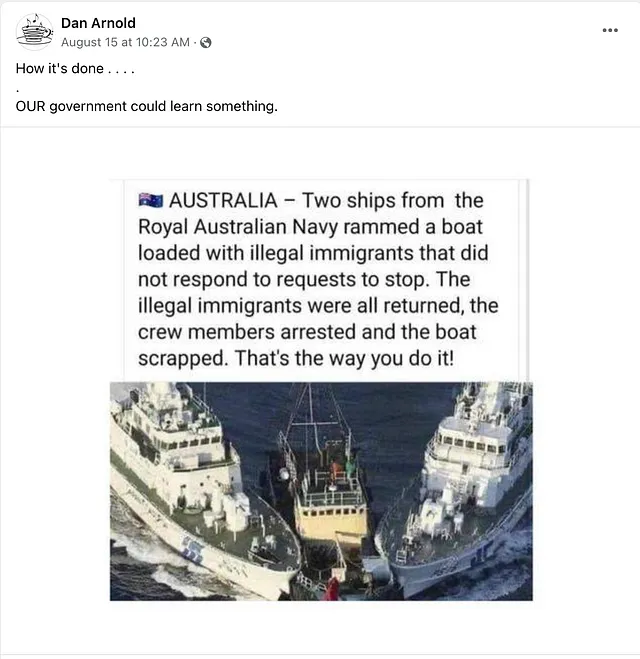 Dan Arnold
August 15 at 10:23 AM ·
How it's done . . . .
.
OUR government could learn something.
🇦🇺 AUSTRALIA – Two ships from the
Royal Australian Navy rammed a boat
loaded with illegal immigrants that did
not respond to requests to stop. The
illegal immigrants were all returned, the
crew members arrested and the boat
scrapped. That's the way you do it!